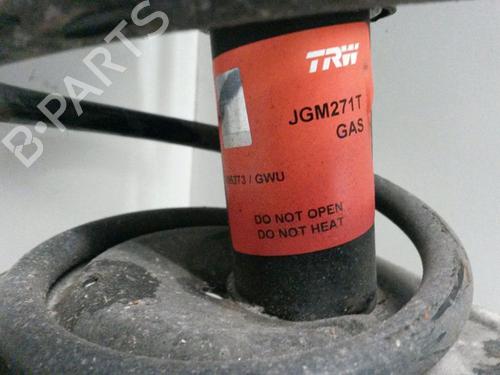 B-PARTS
TRW
JGM271T
GAS
/ GWU
DO NOT OPEN
DO NOT HEAT